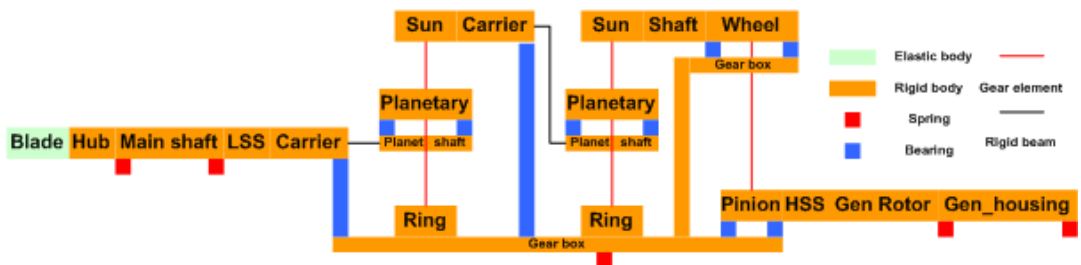 Sun Carrier
Sun Shaft Wheel
Gear box
Elastic body
Rigid body Gear element
Planetary
Planetary
Spring
Blade Hub Main shaft LSS Carrier
Planet shaft
Planet shaft
Bearing Rigid beam
Pinion HSS Gen Rotor Gen_housing
Ring
Ring
Gear box